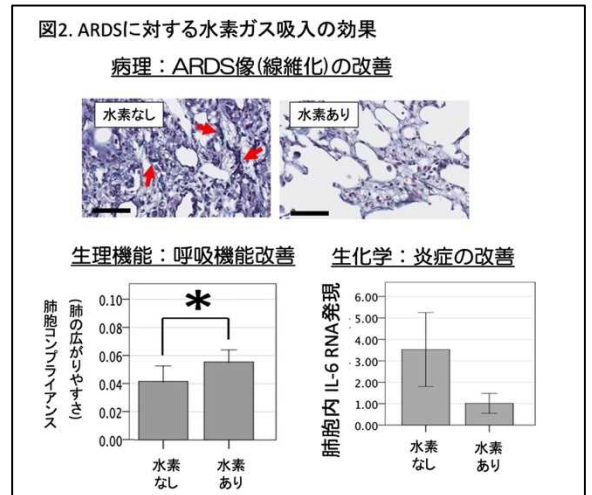 図2. ARDSに対する水素ガス吸入の効果
病理：ARDS像(線維化)の改善
水素なし
水素あり
生理機能：呼吸機能改善
肺胞コンプライアンス
(肺の広がりやすさ)
0.10
0.08
0.06
0.04
0.02
0.00
*
水素
なし
水素
あり
生化学：炎症の改善
肺胞内 IL-6 RNA発現
6.00
5.00
4.00
3.00
2.00
1.00
0.00
水素
なし
水素
あり